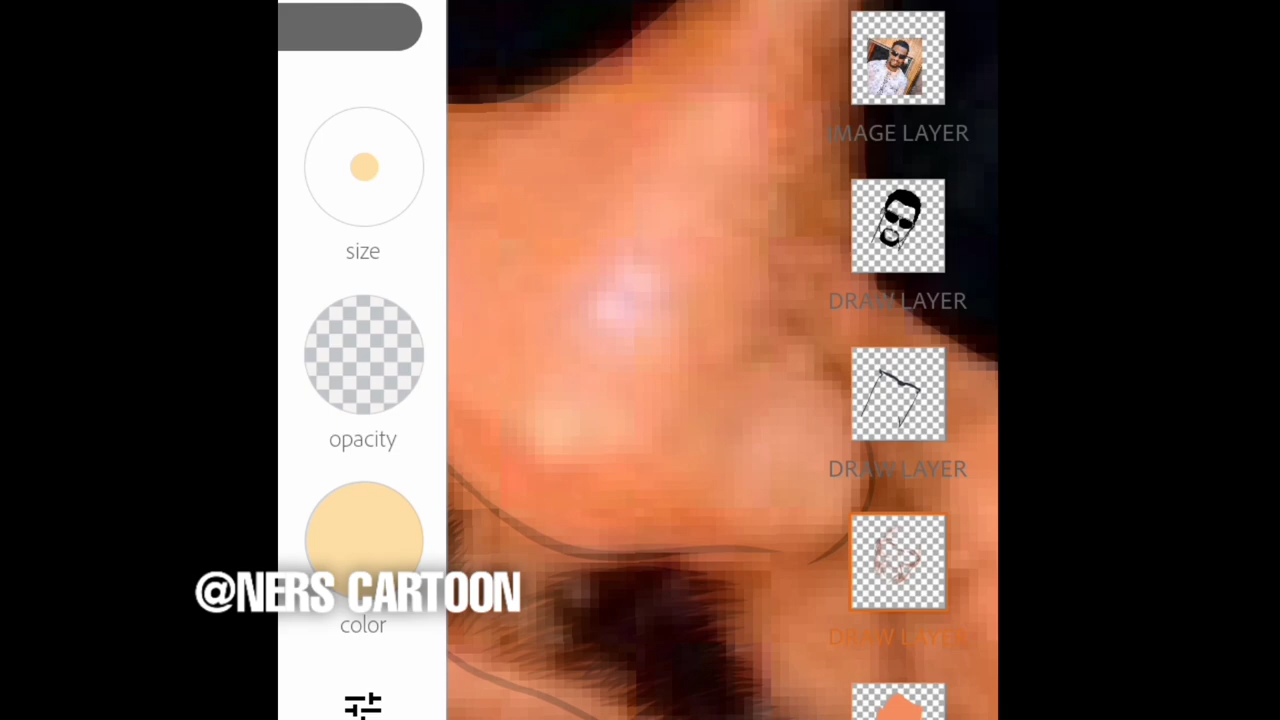 IMAGE LAYER
size
DRAW LAYER
opacity
DRAW LAYER
@NERS CARTOON
color
DRAW LAYER